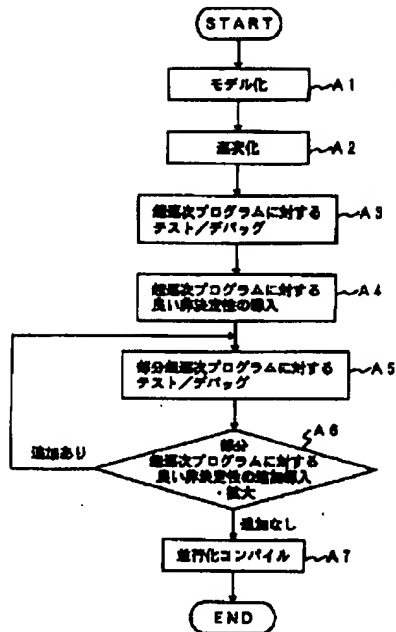 START
モデル化
A1
逐次化
A2
超逐次プログラムに対する
テスト/デバッグ
A3
超逐次プログラムに対する
良い非決定性の導入
A4
部分超逐次プログラムに対する
テスト/デバッグ
A5
A6
部分
超逐次プログラムに対する
良い非決定性の追加導入
・拡大
追加あり
追加なし
並行化コンパイル
A7
END